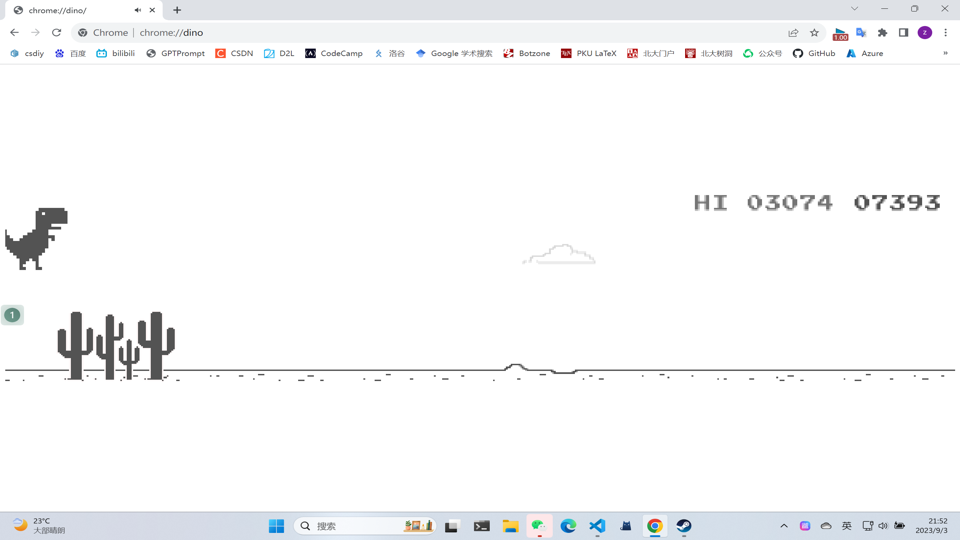 chrome://dino/
Chrome | chrome://dino
1.00
z
csdiy 百度 bilibili GPTPrompt CSDN D2L CodeCamp 洛谷 Google 学术搜索 Botzone PKU LaTeX 北大门户 北大树洞 公众号 GitHub Azure »
HI 03074 07393
1
23°C
大部晴朗
搜索
英
21:52
2023/9/3